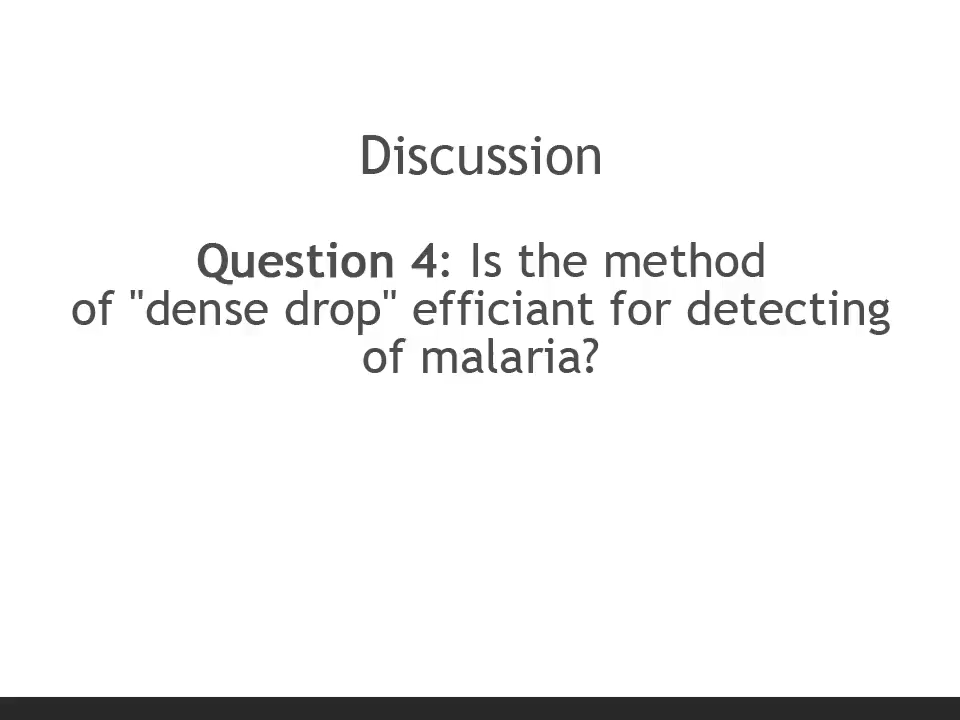 Discussion
Question 4: Is the method
of "dense drop" efficiant for detecting
of malaria?